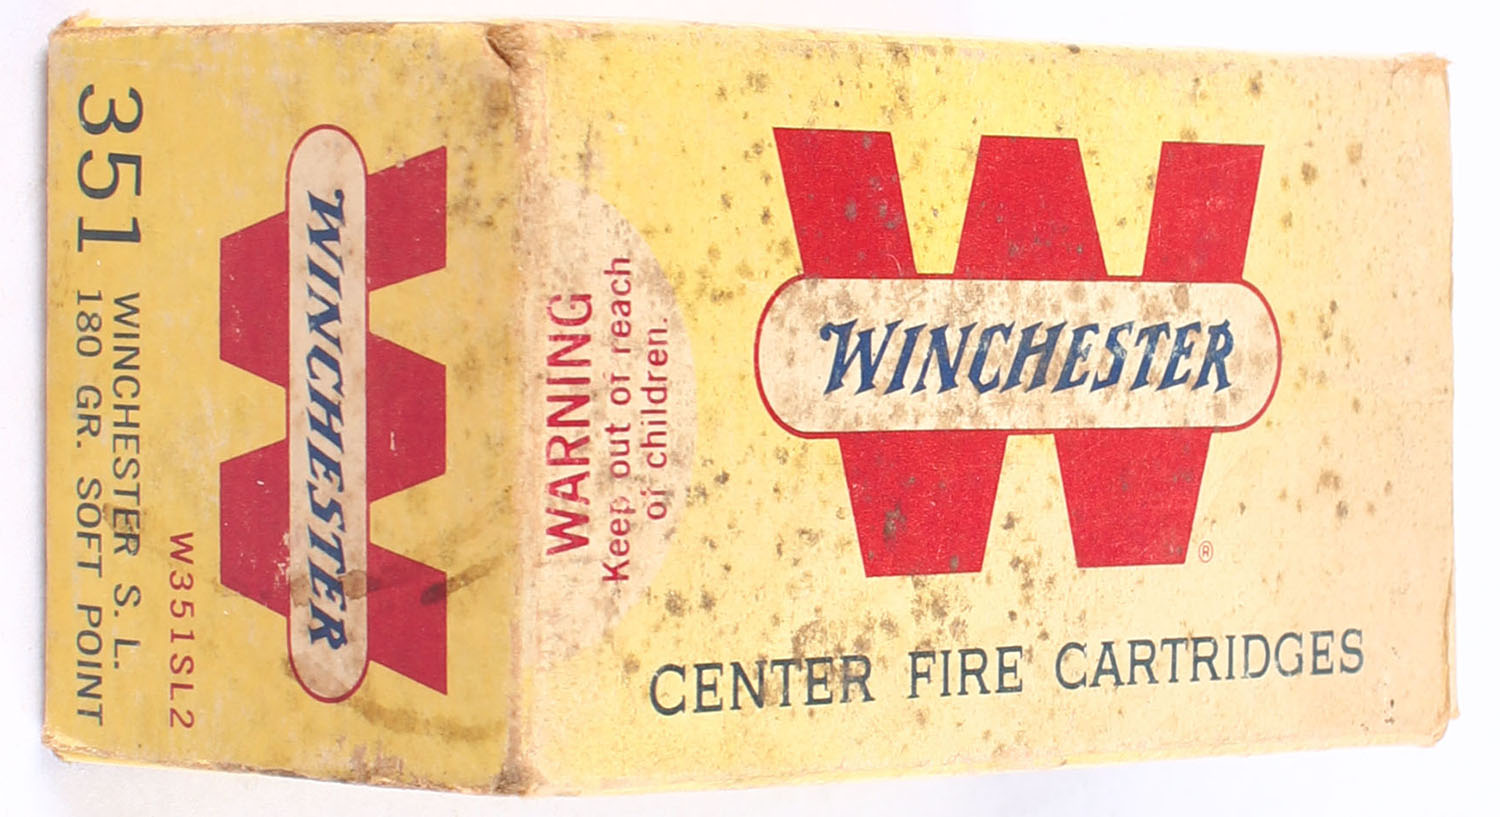 351 WINCHESTER S. L.
180 GR. SOFT POINT
W351SL2
WINCHESTER
WARNING
Keep out of reach
of children.
WINCHESTER
®
CENTER FIRE CARTRIDGES